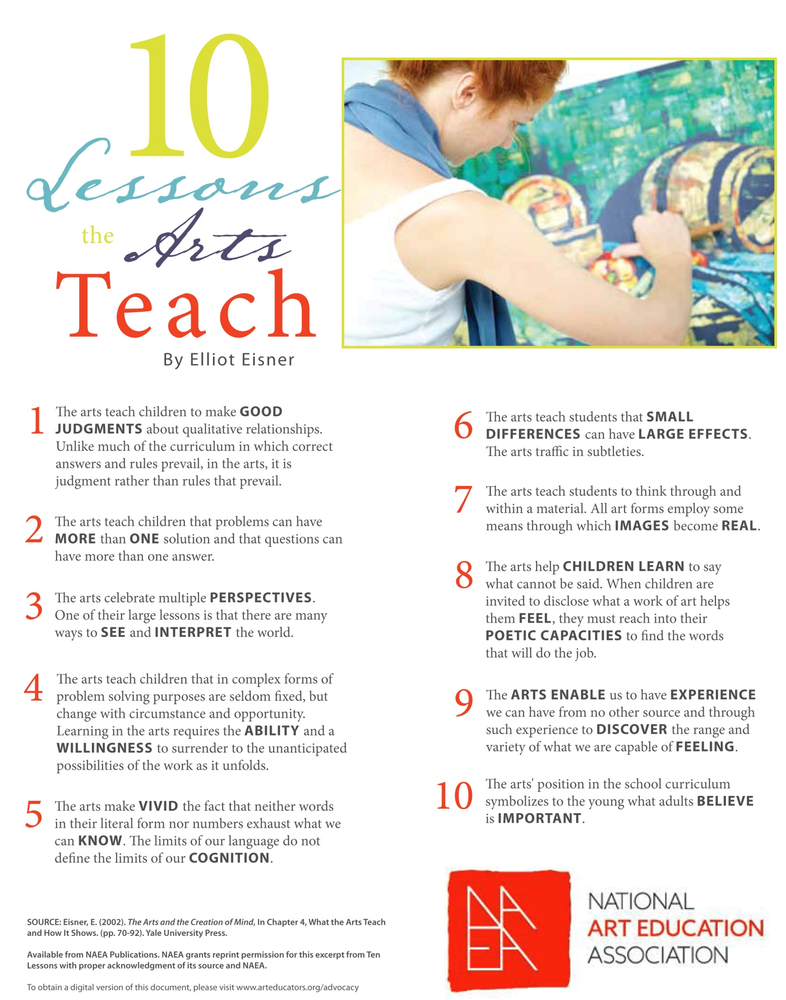 10
Lessons
the Arts
Teach
By Elliot Eisner
1 The arts teach children to make GOOD
JUDGMENTS about qualitative relationships.
Unlike much of the curriculum in which correct
answers and rules prevail, in the arts, it is
judgment rather than rules that prevail.
2 The arts teach children that problems can have
MORE than ONE solution and that questions can
have more than one answer.
3 The arts celebrate multiple PERSPECTIVES.
One of their large lessons is that there are many
ways to SEE and INTERPRET the world.
4 The arts teach children that in complex forms of
problem solving purposes are seldom fixed, but
change with circumstance and opportunity.
Learning in the arts requires the ABILITY and a
WILLINGNESS to surrender to the unanticipated
possibilities of the work as it unfolds.
5 The arts make VIVID the fact that neither words
in their literal form nor numbers exhaust what we
can KNOW. The limits of our language do not
define the limits of our COGNITION.
6 The arts teach students that SMALL
DIFFERENCES can have LARGE EFFECTS.
The arts traffic in subtleties.
7 The arts teach students to think through and
within a material. All art forms employ some
means through which IMAGES become REAL.
8 The arts help CHILDREN LEARN to say
what cannot be said. When children are
invited to disclose what a work of art helps
them FEEL, they must reach into their
POETIC CAPACITIES to find the words
that will do the job.
9 The ARTS ENABLE us to have EXPERIENCE
we can have from no other source and through
such experience to DISCOVER the range and
variety of what we are capable of FEELING.
10 The arts' position in the school curriculum
symbolizes to the young what adults BELIEVE
is IMPORTANT.
SOURCE: Eisner, E. (2002). The Arts and the Creation of Mind, In Chapter 4, What the Arts Teach
and How It Shows. (pp. 70-92). Yale University Press.
Available from NAEA Publications. NAEA grants reprint permission for this excerpt from Ten
Lessons with proper acknowledgment of its source and NAEA.
To obtain a digital version of this document, please visit www.arteducators.org/advocacy
NA
EA
NATIONAL
ART EDUCATION
ASSOCIATION